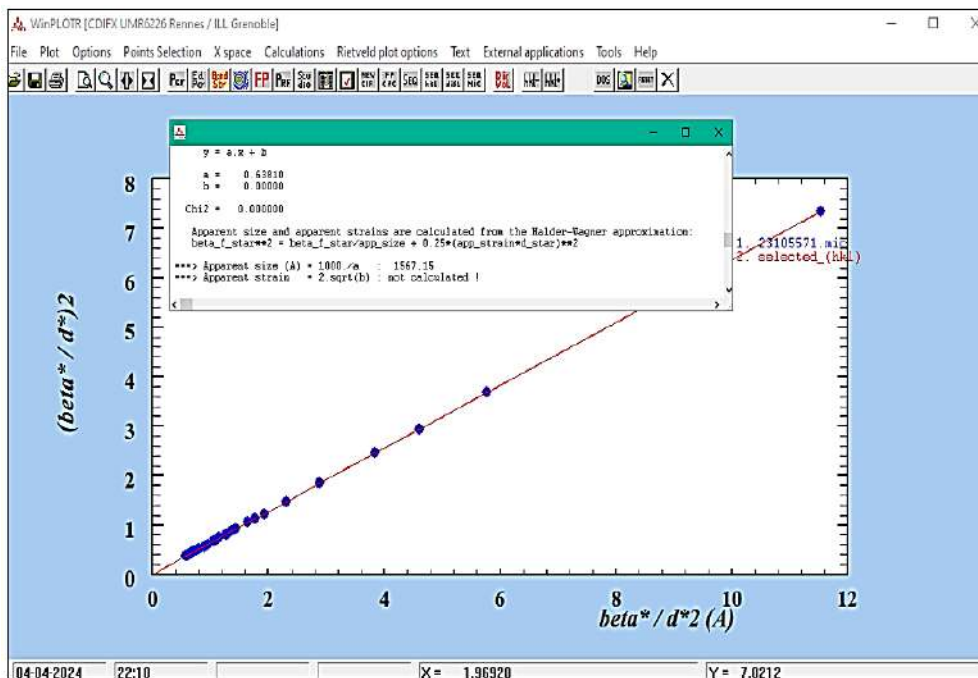 WinPLOTR [CDIFX UMR6226 Rennes / ILL Grenoble]
File Plot Options Points Selection X space Calculations Rietveld plot options Text External applications Tools Help
y = a.x + b
a = 0.63810
b = 0.00000
Chi2 = 0.000000
Apparent size and apparent strains are calculated from the Halder-Wagner approximation:
beta_f_star**2 = beta_f_star/app_size + 0.25*(app_strain*d_star)**2
===> Apparent size (A) = 1000./a : 1567.15
===> Apparent strain = 2.sqrt(b) : not calculated !
8
7
6
5
4
3
2
1
0
(beta* / d*)2
1. 23105571.mic
2. selected_(hkl)
0 2 4 6 8 10 12
beta* / d*2 (A)
04-04-2024 22:10 X = 1.96920 Y = 7.0212